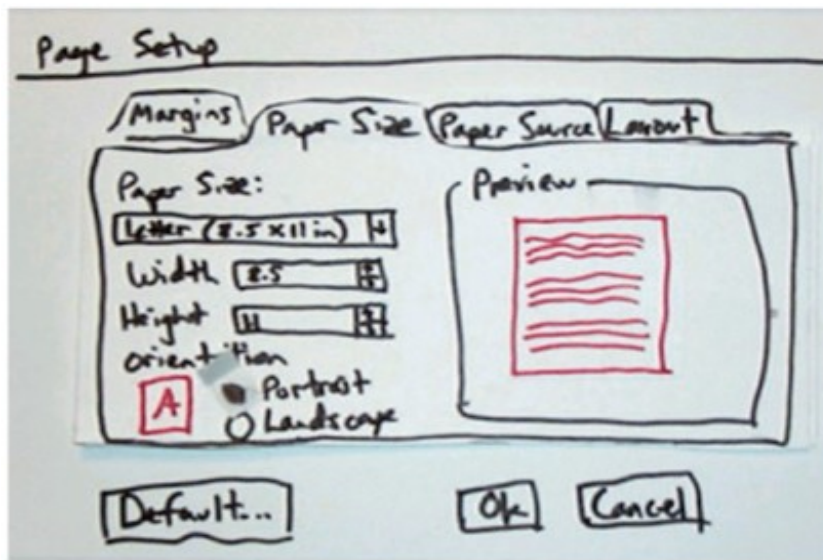 Page Setup
Margins Paper Size Paper Source Layout
Paper Size:
Preview
Letter (8.5 x 11 in)
Width 8.5
Height 11
orientation
A
Portrait
Landscape
Default... Ok Cancel